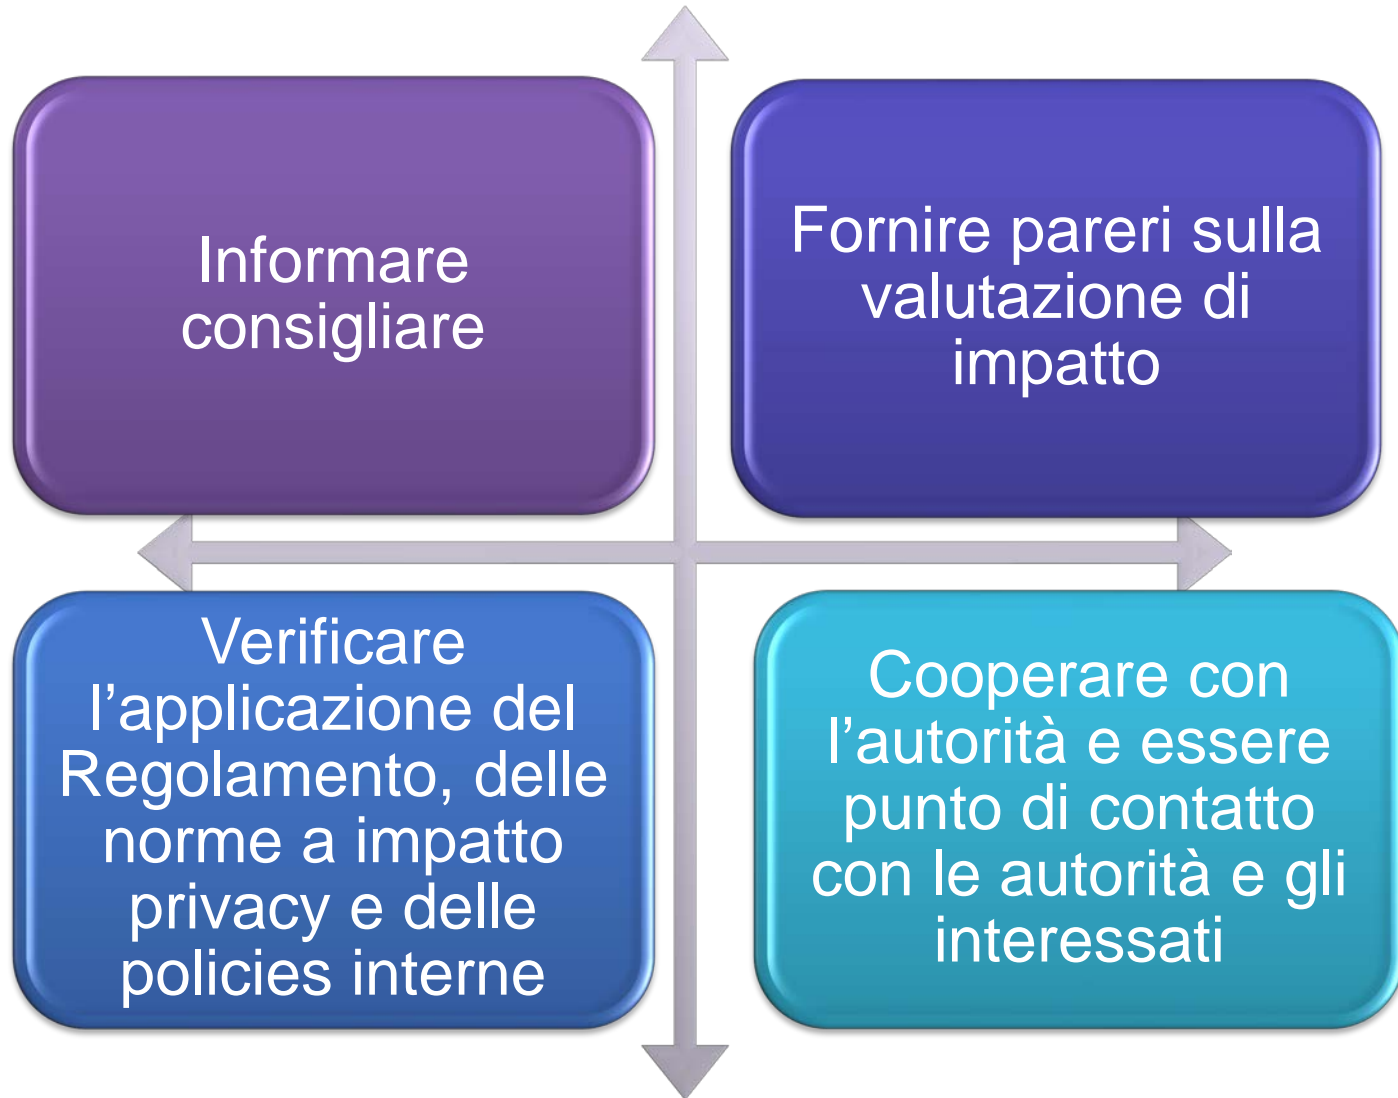 Informare
consigliare
Fornire pareri sulla
valutazione di
impatto
Verificare
l’applicazione del
Regolamento, delle
norme a impatto
privacy e delle
policies interne
Cooperare con
l’autorità e essere
punto di contatto
con le autorità e gli
interessati